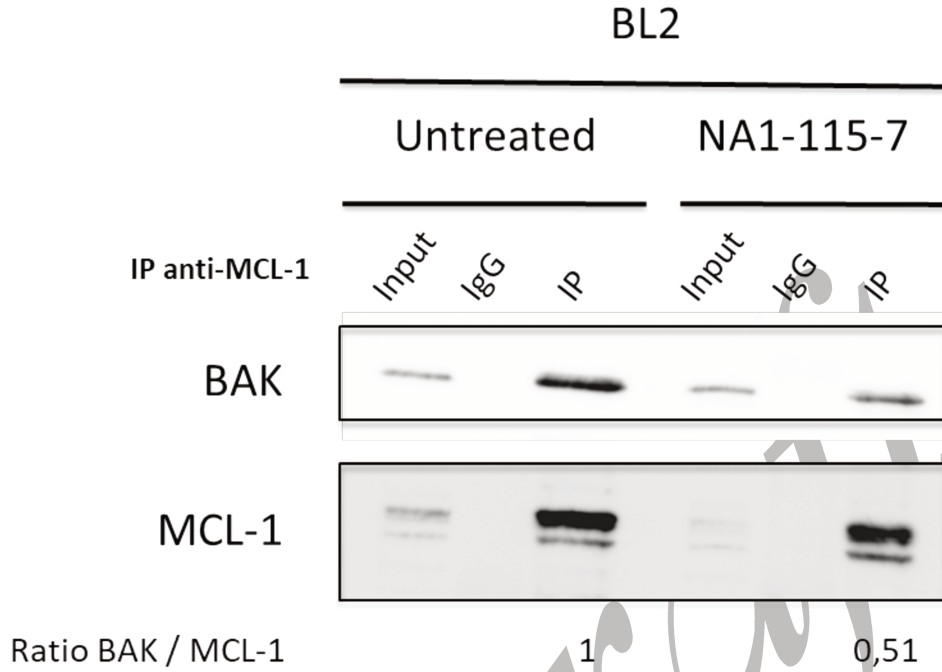 BL2
Untreated NA1-115-7
IP anti-MCL-1 Input IgG IP Input IgG IP
BAK
MCL-1
Ratio BAK / MCL-1 1 0,51